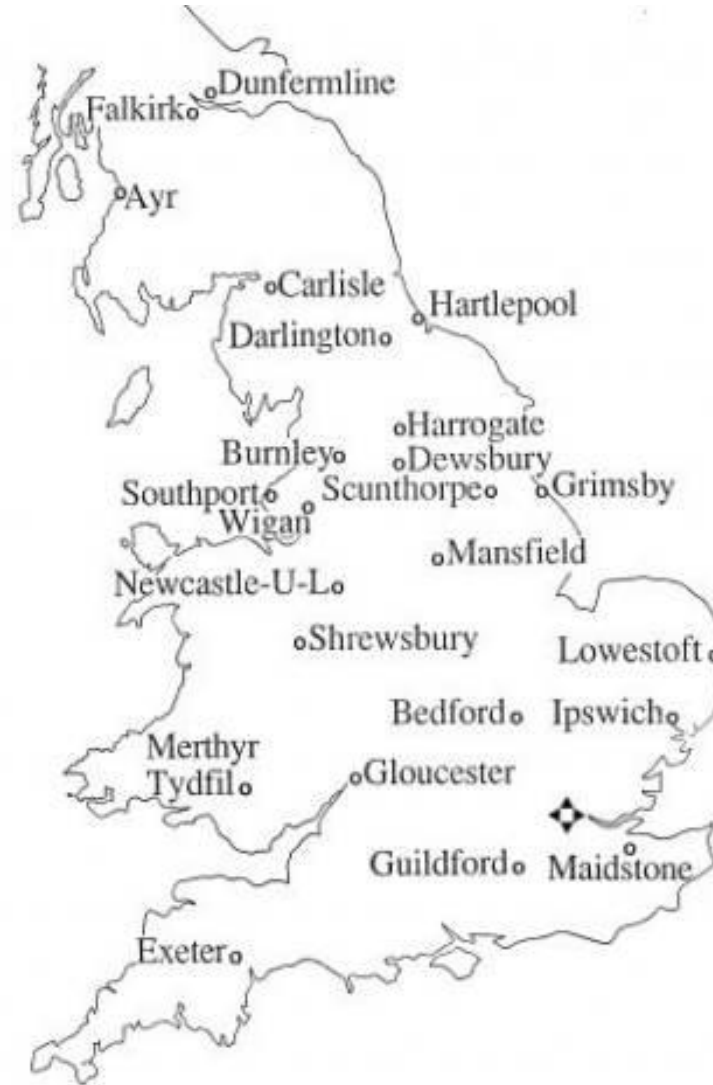 Dunfermline
Falkirk
Ayr
Carlisle
Hartlepool
Darlington
Harrogate
Burnley
Dewsbury
Southport
Scunthorpe
Grimsby
Wigan
Mansfield
Newcastle-U-L
Shrewsbury
Lowestoft
Bedford
Ipswich
Merthyr
Tydfil
Gloucester
Guildford
Maidstone
Exeter